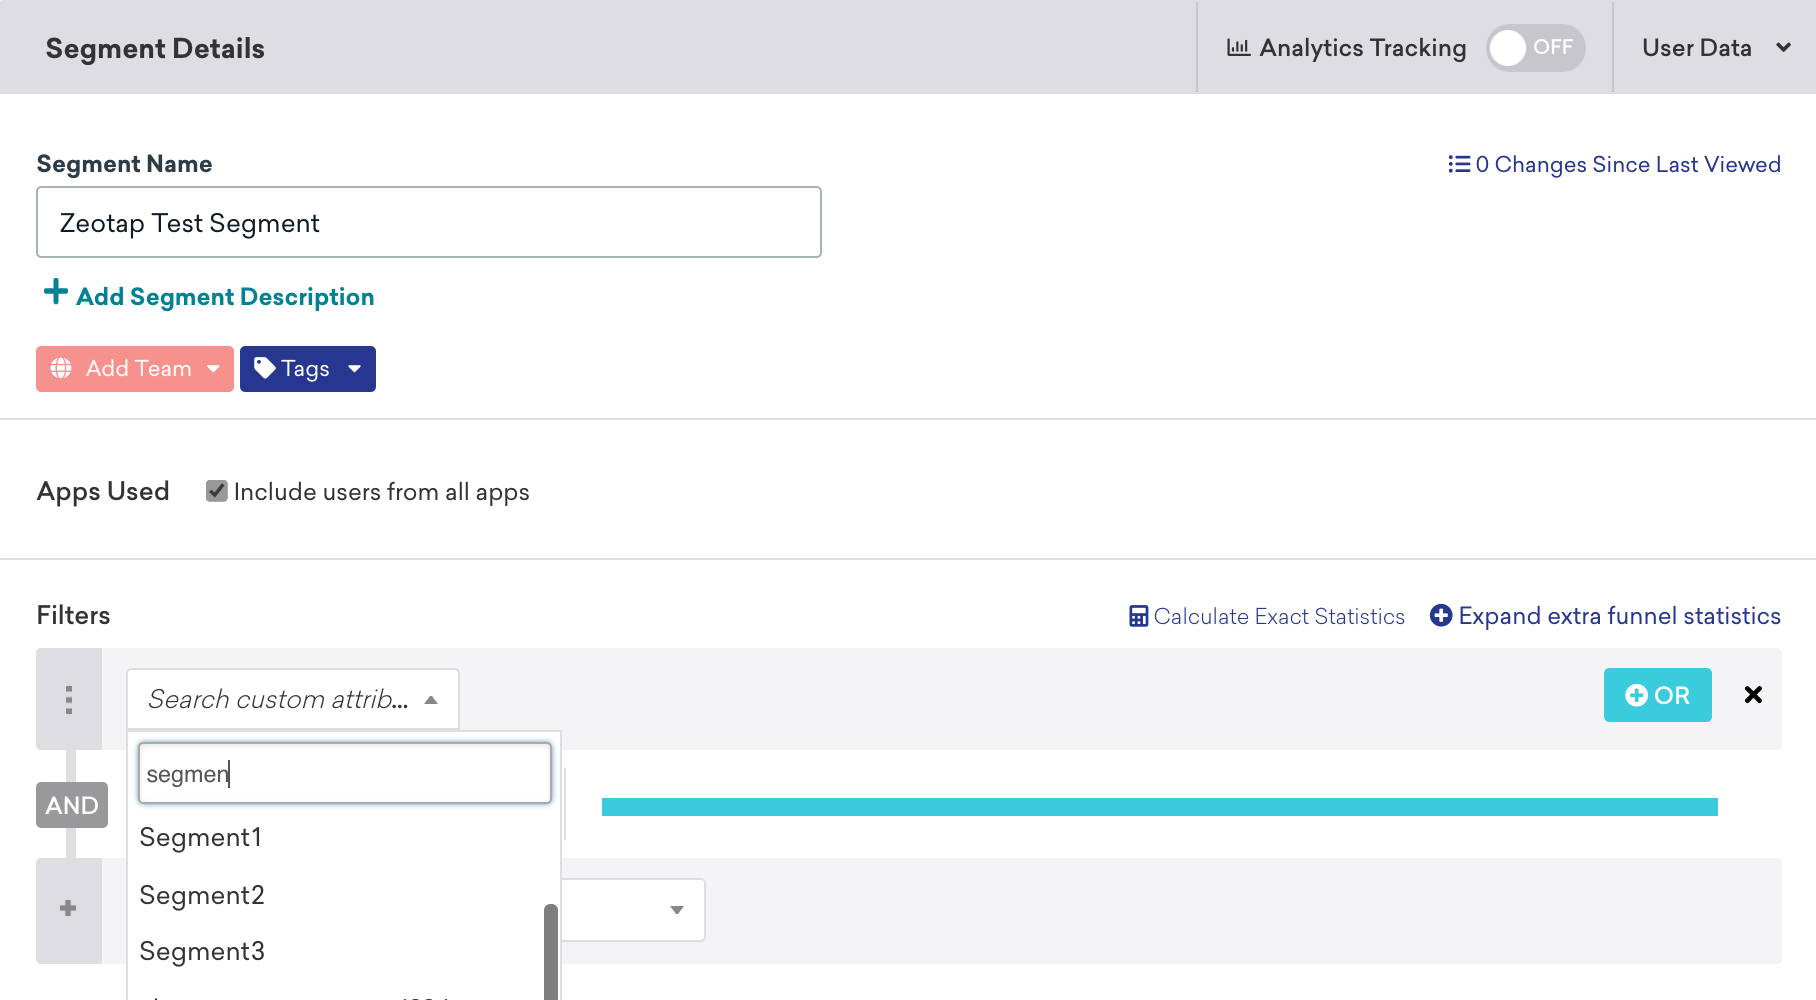 Segment Details
Analytics Tracking
OFF
User Data
Segment Name
0 Changes Since Last Viewed
Zeotap Test Segment
Add Segment Description
Add Team
Tags
Apps Used
Include users from all apps
Filters
Calculate Exact Statistics
Expand extra funnel statistics
Search custom attrib...
OR
segmen
AND
Segment1
Segment2
Segment3